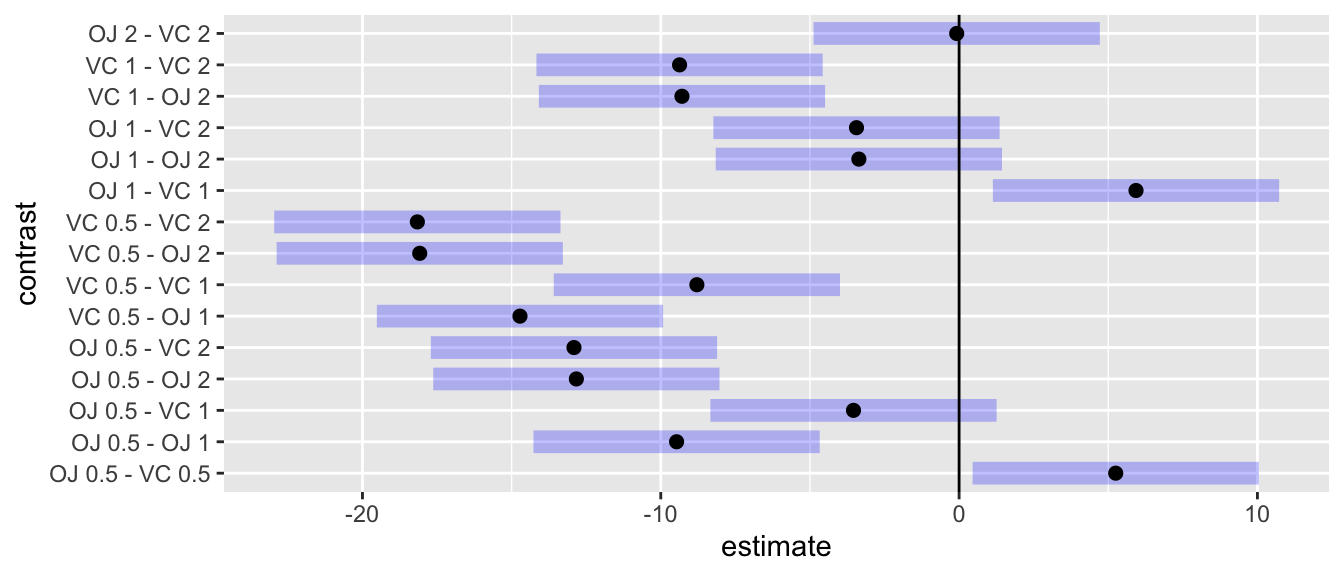 OJ 2 - VC 2
VC 1 - VC 2
VC 1 - OJ 2
OJ 1 - VC 2
OJ 1 - OJ 2
OJ 1 - VC 1
VC 0.5 - VC 2
VC 0.5 - OJ 2
VC 0.5 - VC 1
VC 0.5 - OJ 1
OJ 0.5 - VC 2
OJ 0.5 - OJ 2
OJ 0.5 - VC 1
OJ 0.5 - OJ 1
OJ 0.5 - VC 0.5
contrast
-20 -10 0 10
estimate